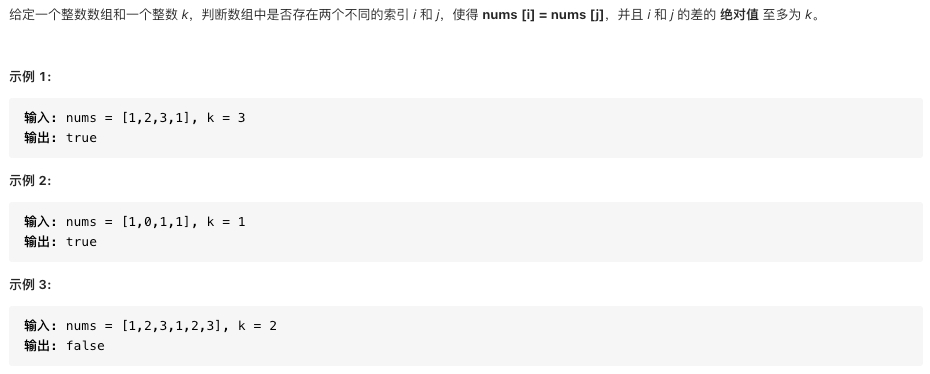 给定一个整数数组和一个整数 k，判断数组中是否存在两个不同的索引 i 和 j，使得 nums [i] = nums [j]，并且 i 和 j 的差的 绝对值 至多为 k。
示例 1:
输入: nums = [1,2,3,1], k = 3
输出: true
示例 2:
输入: nums = [1,0,1,1], k = 1
输出: true
示例 3:
输入: nums = [1,2,3,1,2,3], k = 2
输出: false